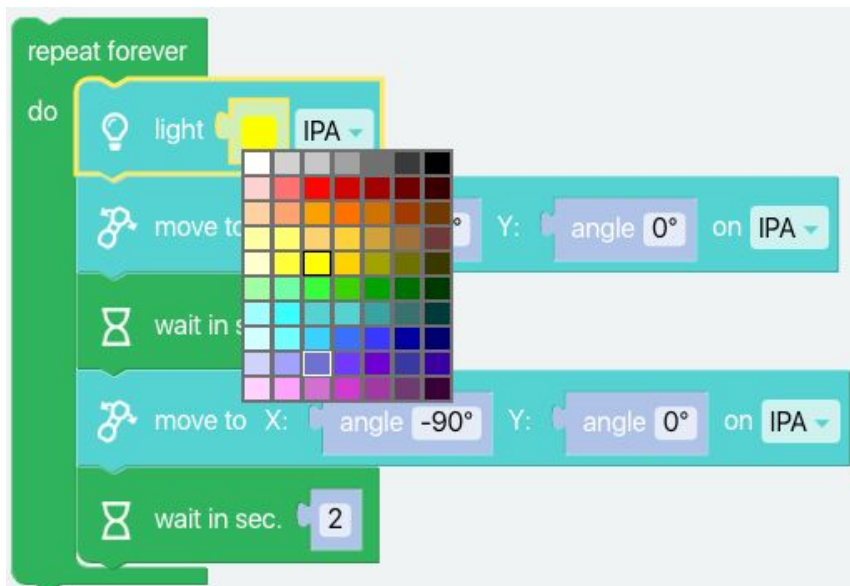 repeat forever
do
light IPA
move to ° Y: angle 0° on IPA
wait in s
move to X: angle -90° Y: angle 0° on IPA
wait in sec. 2